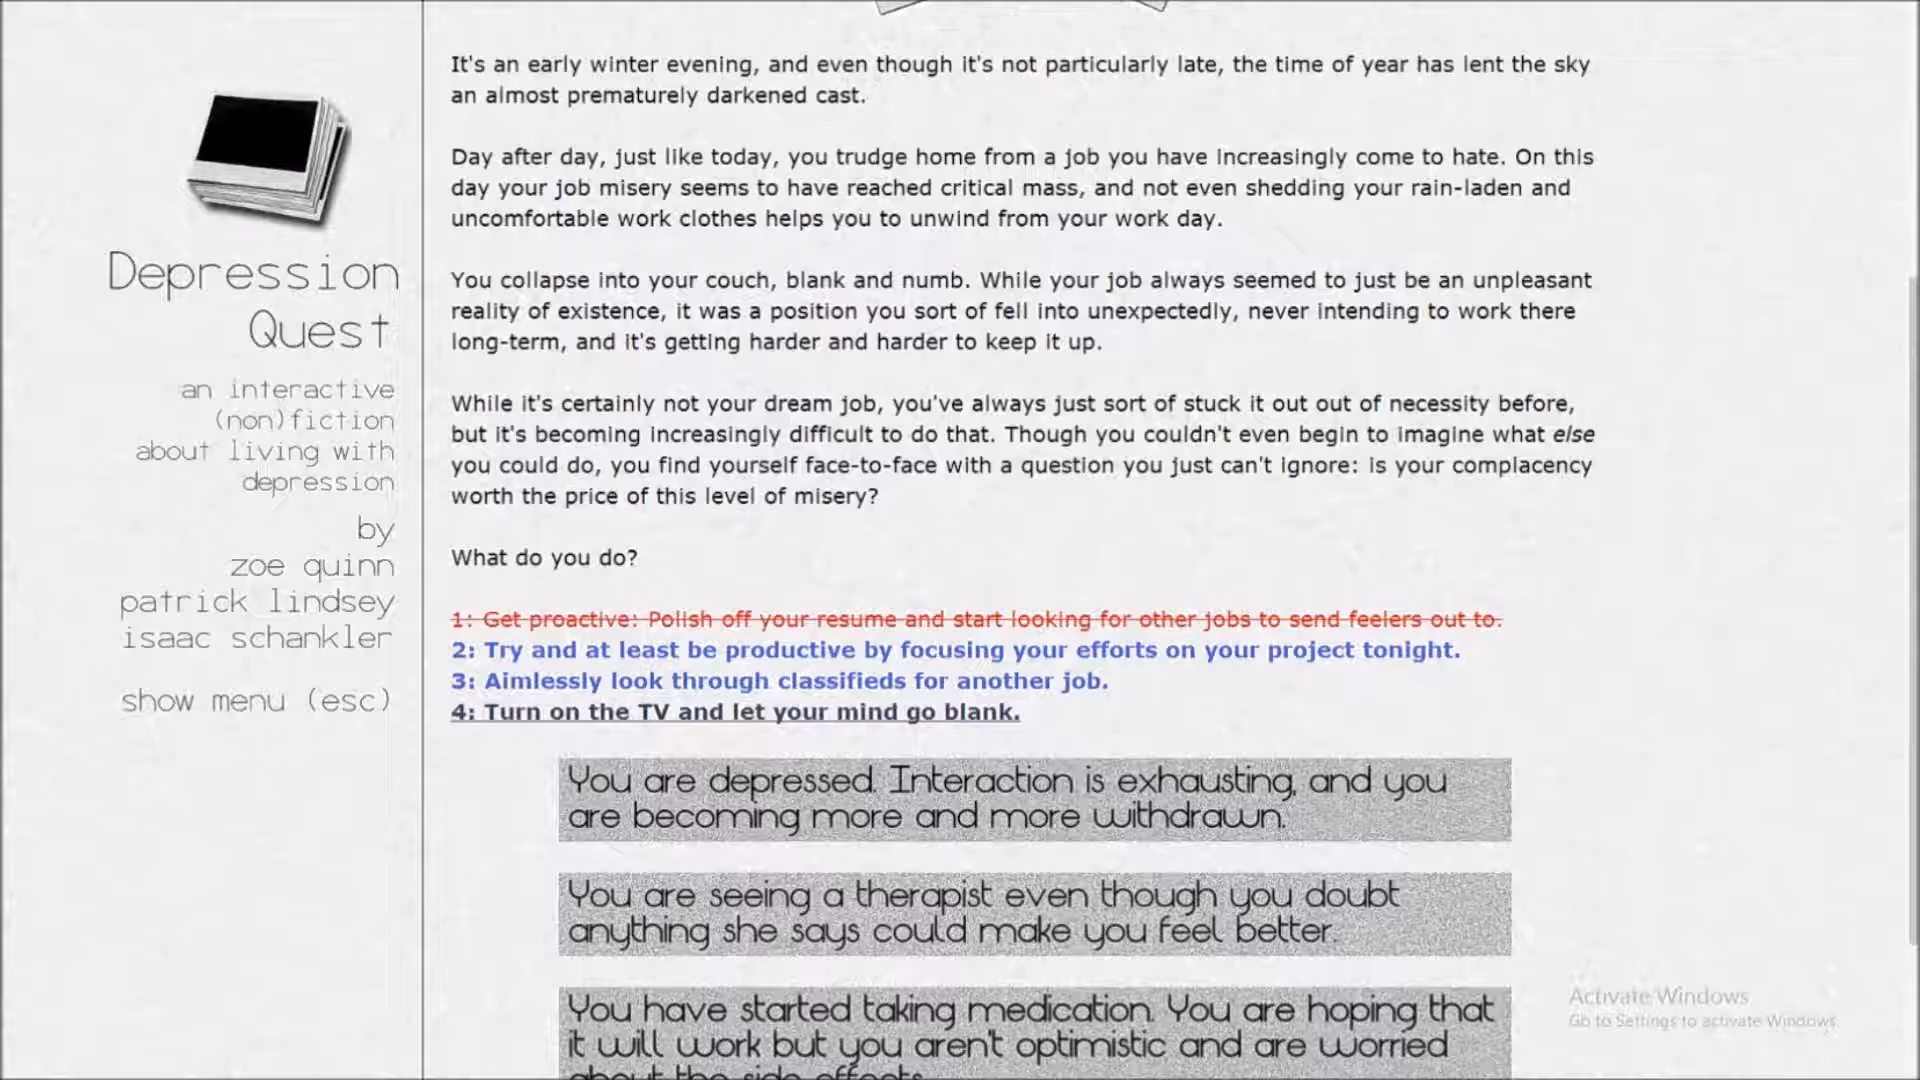 Depression
Quest
an interactive
(non)fiction
about living with
depression
by
zoe quinn
patrick lindsey
isaac schankler
show menu (esc)
It's an early winter evening, and even though it's not particularly late, the time of year has lent the sky
an almost prematurely darkened cast.
Day after day, just like today, you trudge home from a job you have increasingly come to hate. On this
day your job misery seems to have reached critical mass, and not even shedding your rain-laden and
uncomfortable work clothes helps you to unwind from your work day.
You collapse into your couch, blank and numb. While your job always seemed to just be an unpleasant
reality of existence, it was a position you sort of fell into unexpectedly, never intending to work there
long-term, and it's getting harder and harder to keep it up.
While it's certainly not your dream job, you've always just sort of stuck it out out of necessity before,
but it's becoming increasingly difficult to do that. Though you couldn't even begin to imagine what else
you could do, you find yourself face-to-face with a question you just can't ignore: is your complacency
worth the price of this level of misery?
What do you do?
1: Get proactive: Polish off your resume and start looking for other jobs to send feelers out to.
2: Try and at least be productive by focusing your efforts on your project tonight.
3: Aimlessly look through classifieds for another job.
4: Turn on the TV and let your mind go blank.
You are depressed. Interaction is exhausting, and you
are becoming more and more withdrawn.
You are seeing a therapist even though you doubt
anything she says could make you feel better.
You have started taking medication. You are hoping that
it will work but you aren't optimistic and are worried
about the side effects
Activate Windows
Go to Settings to activate Windows.